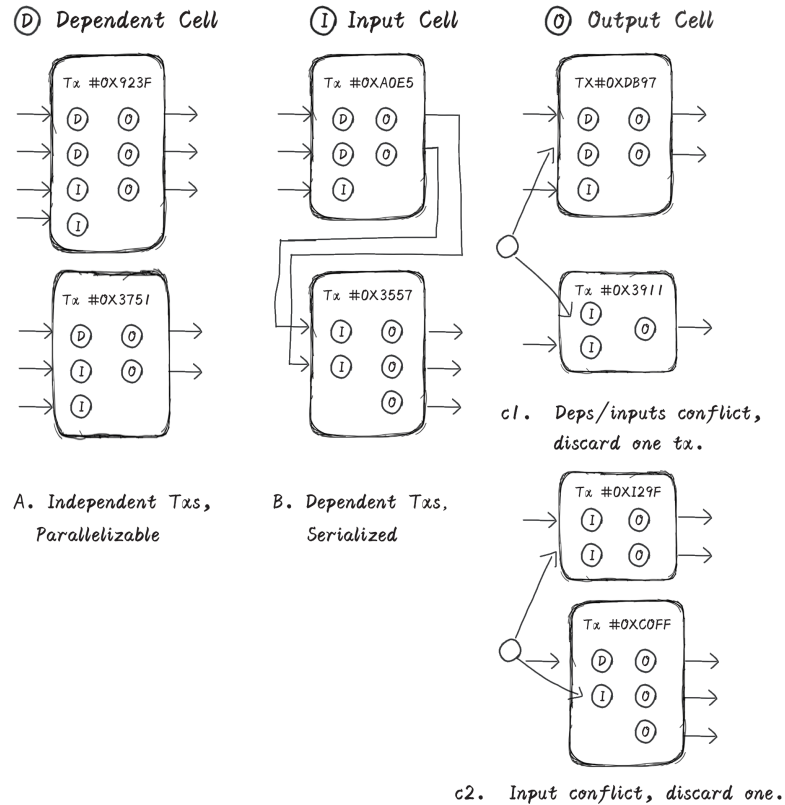 D Dependent Cell
I Input Cell
O Output Cell
Tx #0X923F
D O
D O
I O
I
Tx #0X3751
D O
I O
I
A. Independent Txs,
Parallelizable
Tx #0XA0E5
D O
D O
I
Tx #0X3557
I O
I O
O
B. Dependent Txs,
Serialized
TX#0XDB97
D O
D O
I
Tx #0X3911
I
O
I
c1. Deps/inputs conflict,
discard one tx.
Tx #0X129F
I O
I O
Tx #0XC0FF
D O
I O
O
c2. Input conflict, discard one.